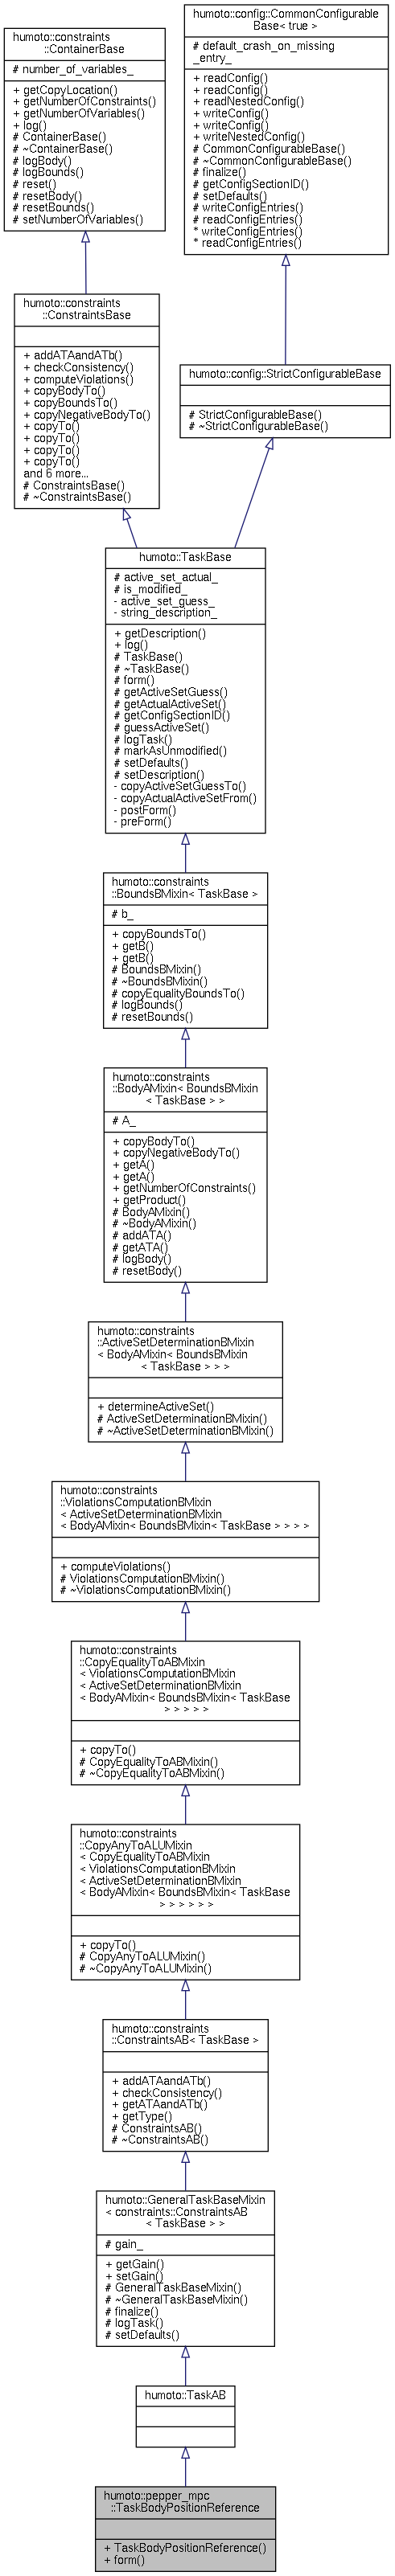 humoto::constraints
::ContainerBase
# number_of_variables_
+ getCopyLocation()
+ getNumberOfConstraints()
+ getNumberOfVariables()
+ log()
# ContainerBase()
# ~ContainerBase()
# logBody()
# logBounds()
# reset()
# resetBody()
# resetBounds()
# setNumberOfVariables()
humoto::config::CommonConfigurable
Base< true >
# default_crash_on_missing
_entry_
+ readConfig()
+ readConfig()
+ readNestedConfig()
+ writeConfig()
+ writeConfig()
+ writeNestedConfig()
# CommonConfigurableBase()
# ~CommonConfigurableBase()
# finalize()
# getConfigSectionID()
# setDefaults()
# writeConfigEntries()
# readConfigEntries()
* writeConfigEntries()
* readConfigEntries()
humoto::constraints
::ConstraintsBase
+ addATAandATb()
+ checkConsistency()
+ computeViolations()
+ copyBodyTo()
+ copyBoundsTo()
+ copyNegativeBodyTo()
+ copyTo()
+ copyTo()
+ copyTo()
+ copyTo()
and 6 more...
# ConstraintsBase()
# ~ConstraintsBase()
humoto::config::StrictConfigurableBase
# StrictConfigurableBase()
# ~StrictConfigurableBase()
humoto::TaskBase
# active_set_actual_
# is_modified_
- active_set_guess_
- string_description_
+ getDescription()
+ log()
# TaskBase()
# ~TaskBase()
# form()
# getActiveSetGuess()
# getActualActiveSet()
# getConfigSectionID()
# guessActiveSet()
# logTask()
# markAsUnmodified()
# setDefaults()
# setDescription()
- copyActiveSetGuessTo()
- copyActualActiveSetFrom()
- postForm()
- preForm()
humoto::constraints
::BoundsBMixin< TaskBase >
# b_
+ copyBoundsTo()
+ getB()
+ getB()
# BoundsBMixin()
# ~BoundsBMixin()
# copyEqualityBoundsTo()
# logBounds()
# resetBounds()
humoto::constraints
::BodyAMixin< BoundsBMixin
< TaskBase > >
# A_
+ copyBodyTo()
+ copyNegativeBodyTo()
+ getA()
+ getA()
+ getNumberOfConstraints()
+ getProduct()
# BodyAMixin()
# ~BodyAMixin()
# addATA()
# getATA()
# logBody()
# resetBody()
humoto::constraints
::ActiveSetDeterminationBMixin
< BodyAMixin< BoundsBMixin
< TaskBase > > >
+ determineActiveSet()
# ActiveSetDeterminationBMixin()
# ~ActiveSetDeterminationBMixin()
humoto::constraints
::ViolationsComputationBMixin
< ActiveSetDeterminationBMixin
< BodyAMixin< BoundsBMixin< TaskBase > > > >
+ computeViolations()
# ViolationsComputationBMixin()
# ~ViolationsComputationBMixin()
humoto::constraints
::CopyEqualityToABMixin
< ViolationsComputationBMixin
< ActiveSetDeterminationBMixin
< BodyAMixin< BoundsBMixin< TaskBase
> > > > >
+ copyTo()
# CopyEqualityToABMixin()
# ~CopyEqualityToABMixin()
humoto::constraints
::CopyAnyToALUMixin
< CopyEqualityToABMixin
< ViolationsComputationBMixin
< ActiveSetDeterminationBMixin
< BodyAMixin< BoundsBMixin< TaskBase
> > > > > >
+ copyTo()
# CopyAnyToALUMixin()
# ~CopyAnyToALUMixin()
humoto::constraints
::ConstraintsAB< TaskBase >
+ addATAandATb()
+ checkConsistency()
+ getATAandATb()
+ getType()
# ConstraintsAB()
# ~ConstraintsAB()
humoto::GeneralTaskBaseMixin
< constraints::ConstraintsAB
< TaskBase > >
# gain_
+ getGain()
+ setGain()
# GeneralTaskBaseMixin()
# ~GeneralTaskBaseMixin()
# finalize()
# logTask()
# setDefaults()
humoto::TaskAB
humoto::pepper_mpc
::TaskBodyPositionReference
+ TaskBodyPositionReference()
+ form()